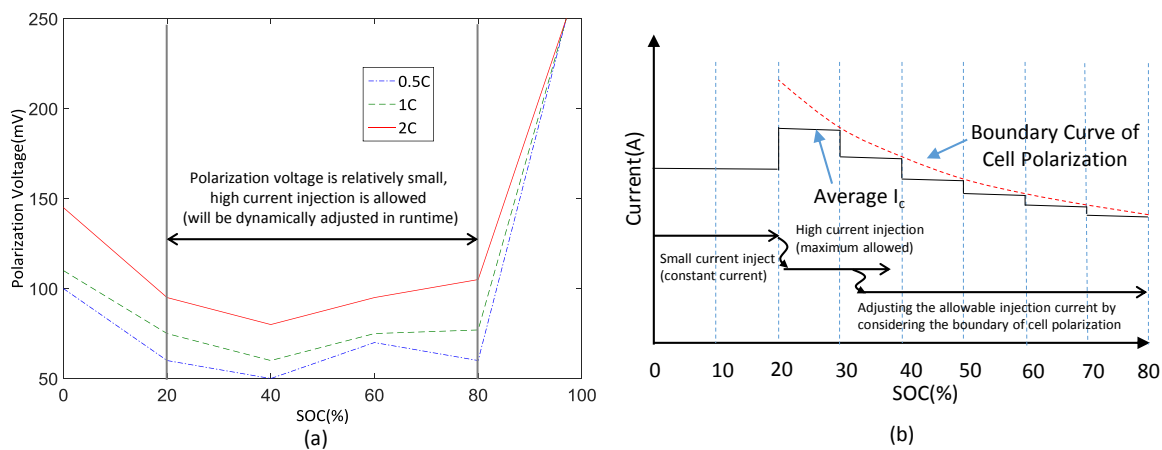 250
200
150
100
50
Polarization Voltage(mV)
0.5C
1C
2C
Polarization voltage is relatively small,
high current injection is allowed
(will be dynamically adjusted in runtime)
0 20 40 60 80 100
SOC(%)
(a)
Current(A)
Boundary Curve of
Cell Polarization
Average Ic
High current injection
(maximum allowed)
Small current inject
(constant current)
Adjusting the allowable injection current by
considering the boundary of cell polarization
0 10 20 30 40 50 60 70 80
SOC(%)
(b)